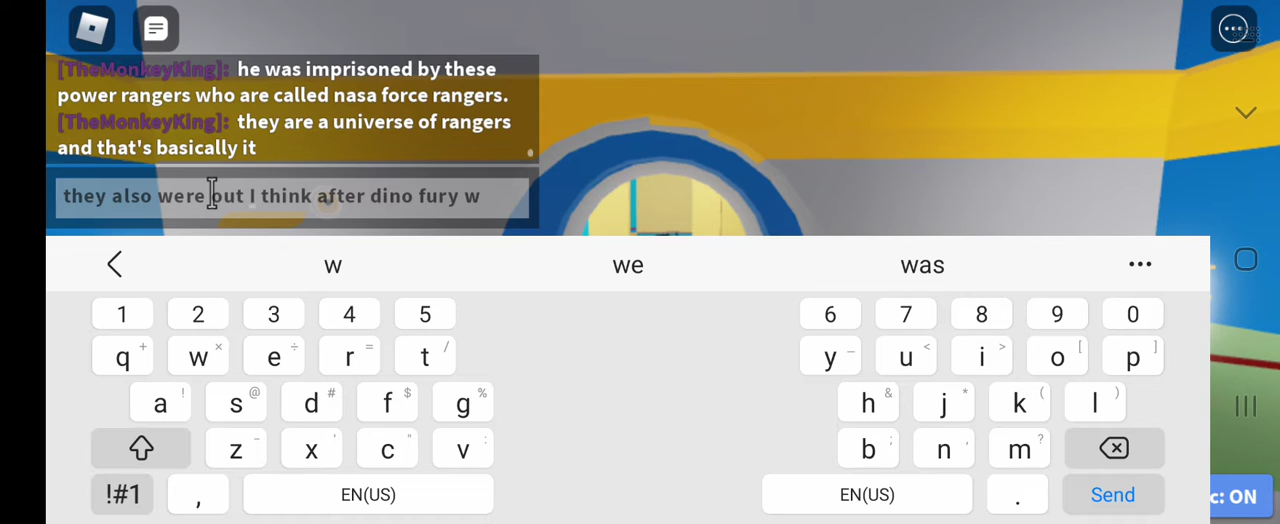 [TheMonkeyKing]: he was imprisoned by these
power rangers who are called nasa force rangers.
[TheMonkeyKing]: they are a universe of rangers
and that's basically it
they also were out I think after dino fury w
w we was
1 2 3 4 5 6 7 8 9 0
q + w × e ÷ r = t / y _ u < i > o [ p ]
a ! s @ d # f $ g % h & j * k ( l )
z - x ' c " v : b ; n , m ?
!#1 , EN(US) EN(US) . Send
c: ON